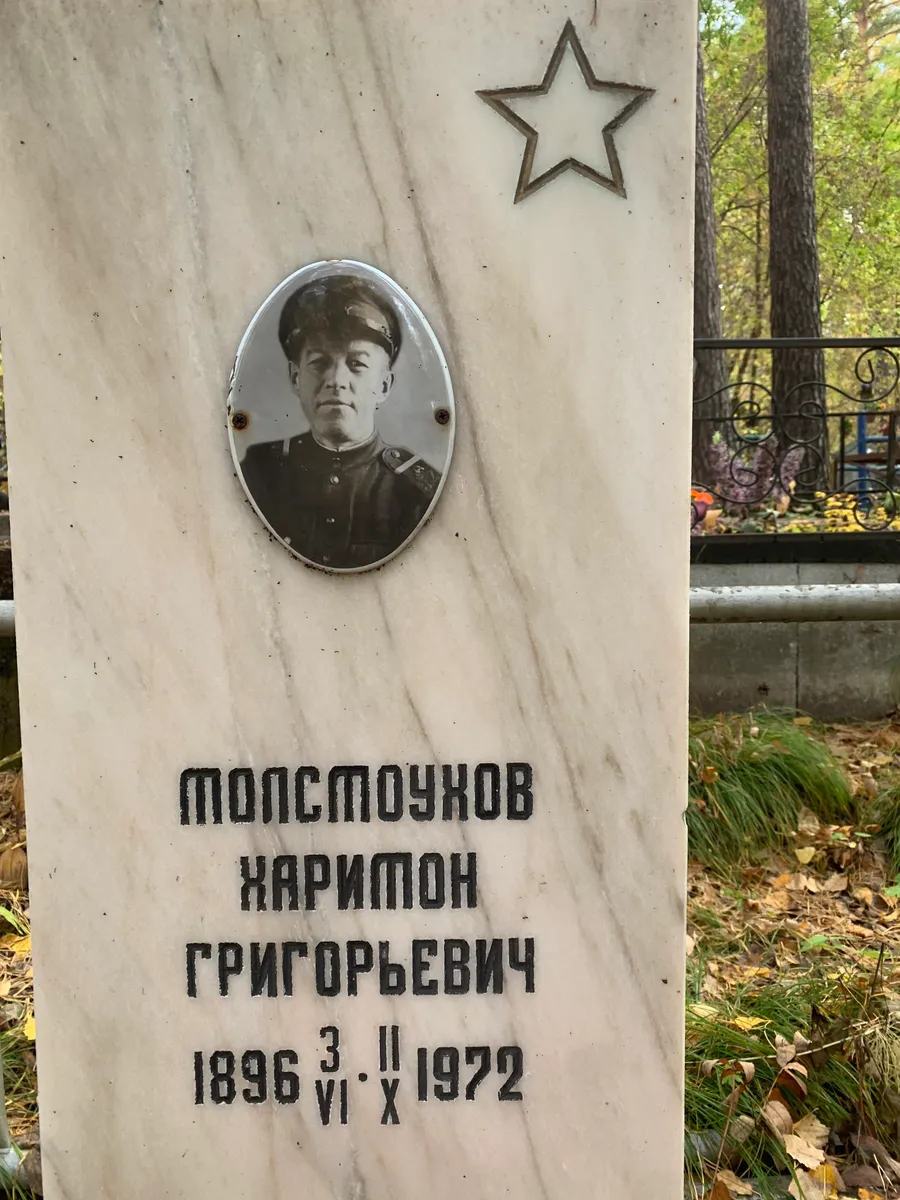 ТОЛСТОУХОВ
ХАРИТОН
ГРИГОРЬЕВИЧ
1896 3/VI · 11/X 1972